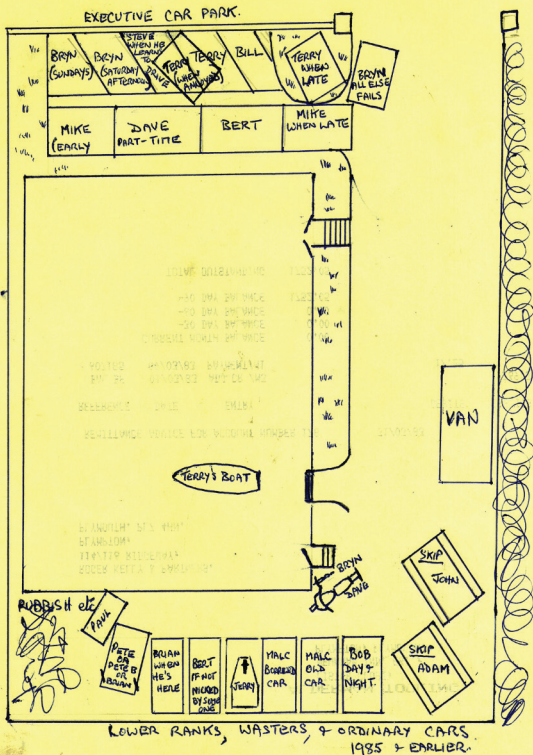 EXECUTIVE CAR PARK.
BRYN
(SUNDAYS)
BRYN
(SATURDAY
AFTERNOON)
STEVE
WHEN HE
LEARNS
TO
DRIVE
TERRY
(WHEN
ANNOYED)
TERRY
BILL
TERRY
WHEN
LATE
BRYN
ALL ELSE
FAILS
MIKE
(EARLY
DAVE
PART-TIME
BERT
MIKE
WHEN LATE
VAN
TERRY'S BOAT
BRYN
DAVE
SKIP
JOHN
SKIP
ADAM
RUBBISH etc
PAUL
PETE
OR
PETE B
OR
BRIAN
BRIAN
WHEN
HE'S
HERE
BERT
IF NOT
NICKED
BY SOME
ONE
JERRY
MALC
BORROWED
CAR
MALC
OLD
CAR
BOB
DAY &
NIGHT.
LOWER RANKS, WASTERS, & ORDINARY CARS.
1985 & EARLIER.